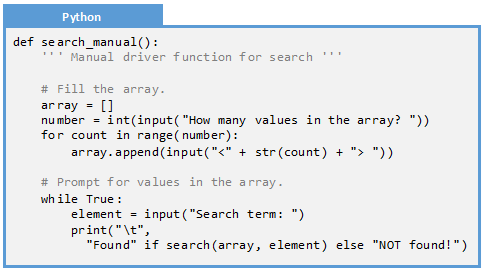 Python
def search_manual():
    ''' Manual driver function for search '''

    # Fill the array.
    array = []
    number = int(input("How many values in the array? "))
    for count in range(number):
        array.append(input("<" + str(count) + "> "))

    # Prompt for values in the array.
    while True:
        element = input("Search term: ")
        print("\t",
          "Found" if search(array, element) else "NOT found!")